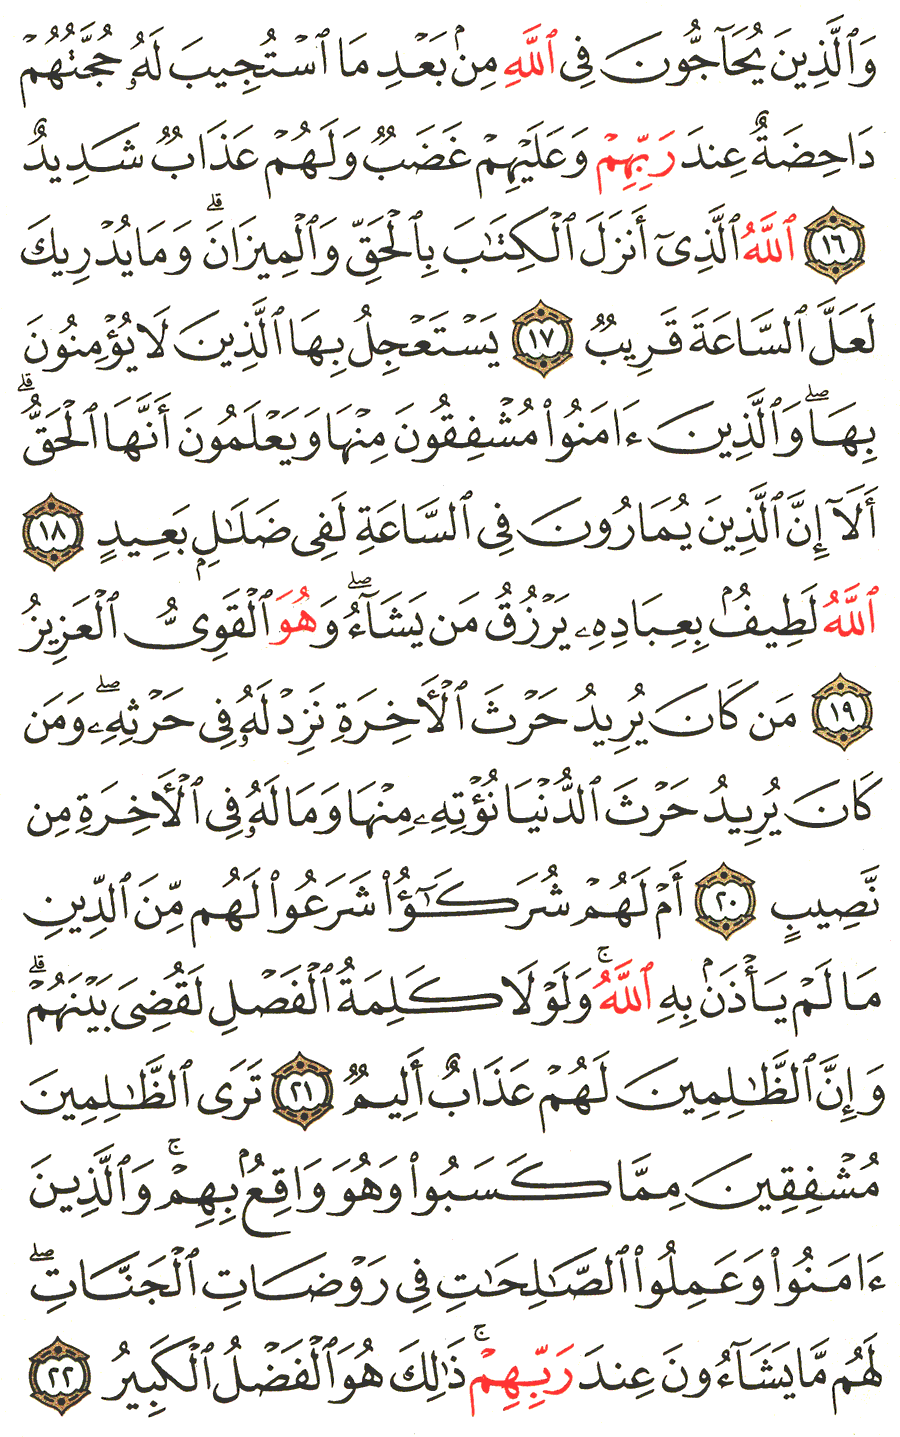 وَٱلَّذِينَ يُحَآجُّونَ فِى ٱللَّهِ مِنۢ بَعْدِ مَا ٱسْتُجِيبَ لَهُۥ حُجَّتُهُمْ
دَاحِضَةٌ عِندَ رَبِّهِمْ وَعَلَيْهِمْ غَضَبٌ وَلَهُمْ عَذَابٌ شَدِيدٌ
١٦ ٱللَّهُ ٱلَّذِىٓ أَنزَلَ ٱلْكِتَٰبَ بِٱلْحَقِّ وَٱلْمِيزَانَ ۗ وَمَا يُدْرِيكَ
لَعَلَّ ٱلسَّاعَةَ قَرِيبٌ ١٧ يَسْتَعْجِلُ بِهَا ٱلَّذِينَ لَا يُؤْمِنُونَ
بِهَا ۖ وَٱلَّذِينَ ءَامَنُوا۟ مُشْفِقُونَ مِنْهَا وَيَعْلَمُونَ أَنَّهَا ٱلْحَقُّ ۗ
أَلَآ إِنَّ ٱلَّذِينَ يُمَارُونَ فِى ٱلسَّاعَةِ لَفِى ضَلَٰلٍۭ بَعِيدٍ ١٨
ٱللَّهُ لَطِيفٌۢ بِعِبَادِهِۦ يَرْزُقُ مَن يَشَآءُ ۖ وَهُوَ ٱلْقَوِىُّ ٱلْعَزِيزُ
١٩ مَن كَانَ يُرِيدُ حَرْثَ ٱلْأَخِرَةِ نَزِدْ لَهُۥ فِى حَرْثِهِۦ ۖ وَمَن
كَانَ يُرِيدُ حَرْثَ ٱلدُّنْيَا نُؤْتِهِۦ مِنْهَا وَمَا لَهُۥ فِى ٱلْأَخِرَةِ مِن
نَّصِيبٍ ٢٠ أَمْ لَهُمْ شُرَكَٰٓؤُا۟ شَرَعُوا۟ لَهُم مِّنَ ٱلدِّينِ
مَا لَمْ يَأْذَنۢ بِهِ ٱللَّهُ ۚ وَلَوْلَا كَلِمَةُ ٱلْفَصْلِ لَقُضِىَ بَيْنَهُمْ ۗ
وَإِنَّ ٱلظَّٰلِمِينَ لَهُمْ عَذَابٌ أَلِيمٌ ٢١ تَرَى ٱلظَّٰلِمِينَ
مُشْفِقِينَ مِمَّا كَسَبُوا۟ وَهُوَ وَاقِعٌۢ بِهِمْ ۚ وَٱلَّذِينَ
ءَامَنُوا۟ وَعَمِلُوا۟ ٱلصَّٰلِحَٰتِ فِى رَوْضَاتِ ٱلْجَنَّاتِ ۖ
لَهُم مَّا يَشَآءُونَ عِندَ رَبِّهِمْ ۚ ذَٰلِكَ هُوَ ٱلْفَضْلُ ٱلْكَبِيرُ ٢٢